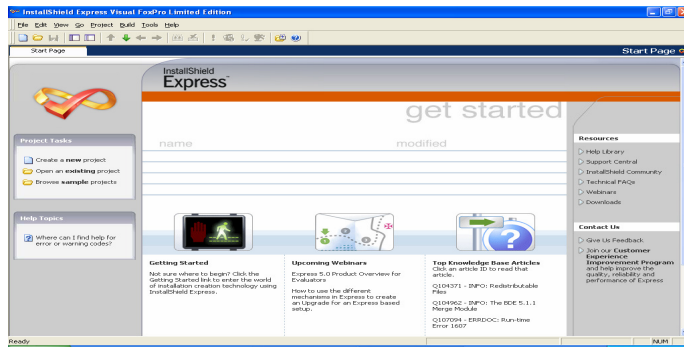 InstallShield Express Visual FoxPro Limited Edition
File Edit View Go Project Build Tools Help
Start Page
Start Page
InstallShield
Express™
get started
name modified
Project Tasks
Create a new project
Open an existing project
Browse sample projects
Help Topics
Where can I find help for
error or warning codes?
Getting Started
Not sure where to begin? Click the
Getting Started link to enter the world
of installation creation technology using
InstallShield Express.
Upcoming Webinars
Express 5.0 Product Overview for
Evaluators
How to use the different
mechanisms in Express to create
an Upgrade for an Express based
setup.
Top Knowledge Base Articles
Click an article ID to read that
article.
Q104371 - INFO: Redistributable
Files
Q104962 - INFO: The BDE 5.1.1
Merge Module
Q107094 - ERRDOC: Run-time
Error 1607
Resources
Help Library
Support Central
InstallShield Community
Technical FAQs
Webinars
Downloads
Contact Us
Give Us Feedback
Join our Customer
Experience
Improvement Program
and help improve the
quality, reliability and
performance of Express
Ready
NUM